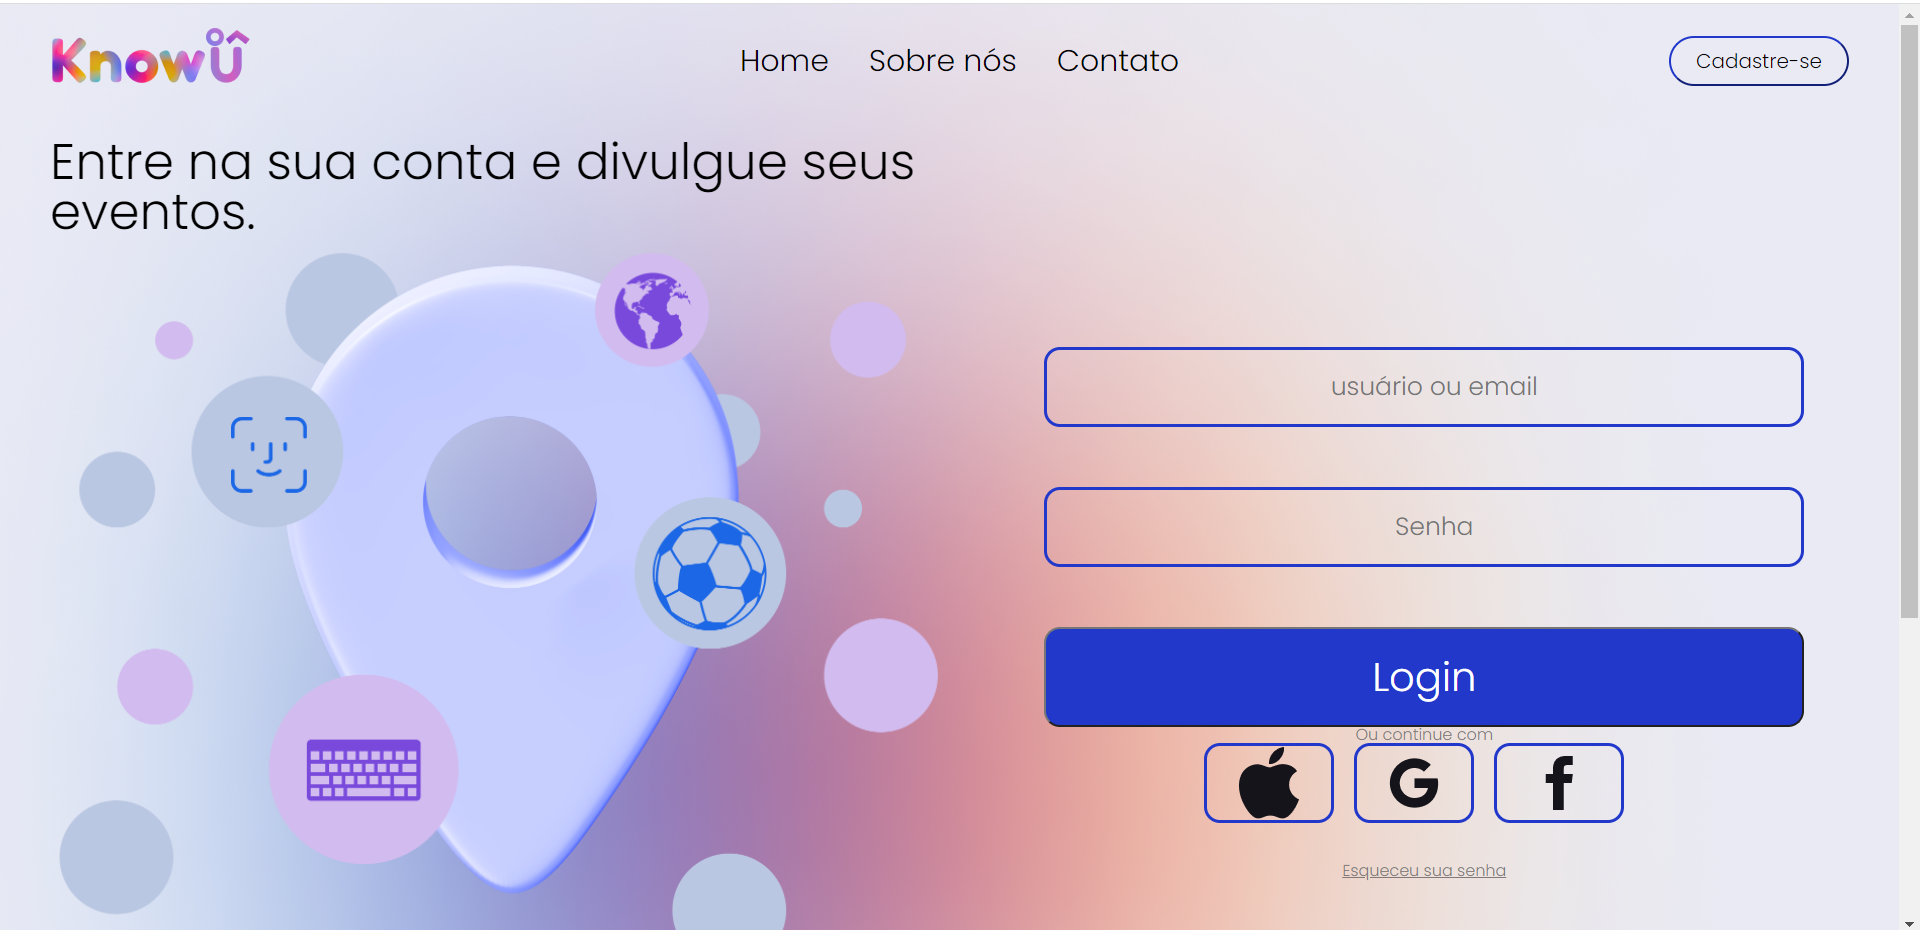 KnowÛ
Home
Sobre nós
Contato
Cadastre-se
Entre na sua conta e divulgue seus
eventos.
usuário ou email
Senha
Login
Ou continue com
Esqueceu sua senha